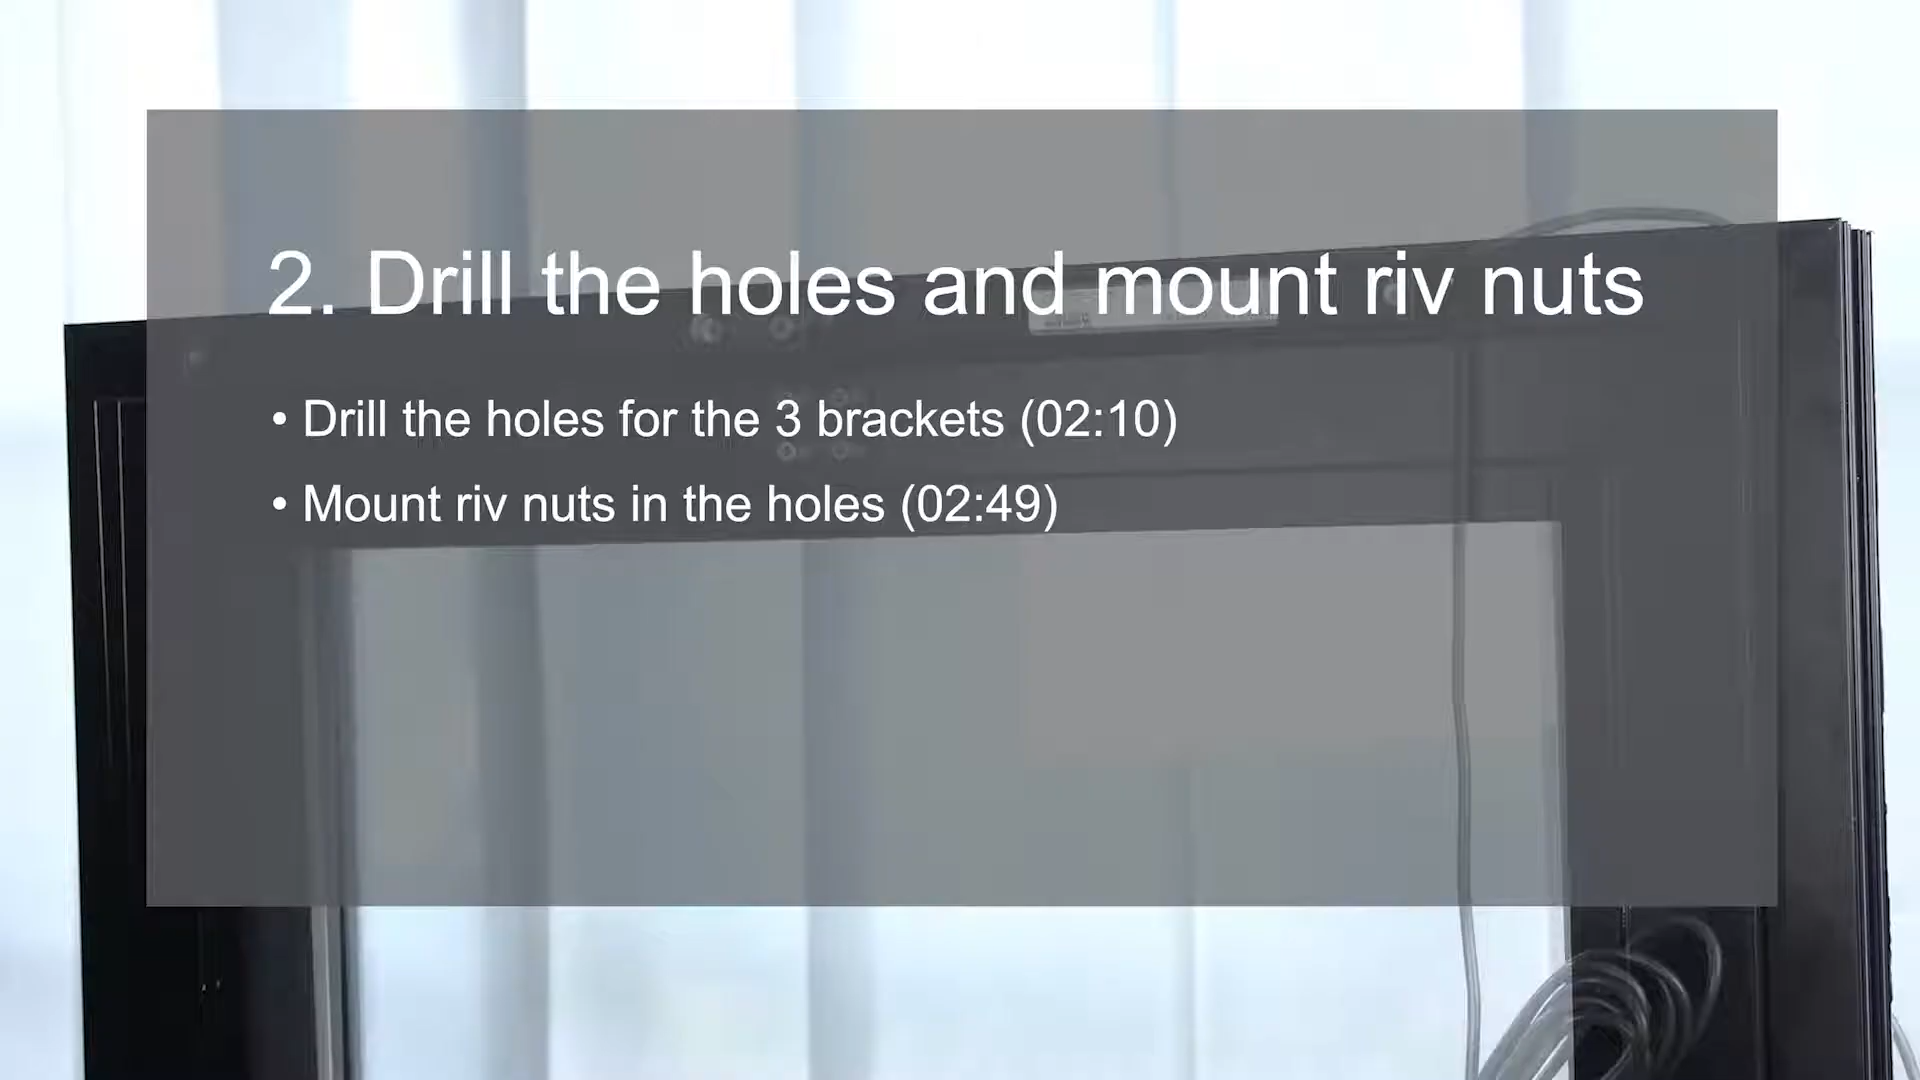 2. Drill the holes and mount riv nuts
• Drill the holes for the 3 brackets (02:10)
• Mount riv nuts in the holes (02:49)